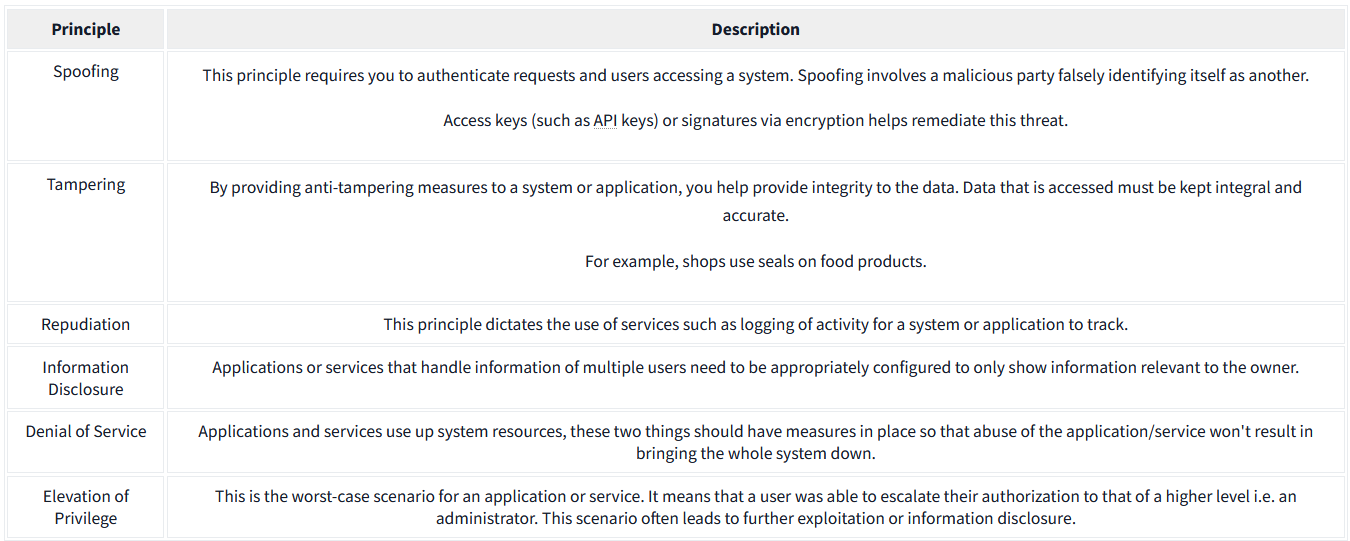 Principle Description
Spoofing
This principle requires you to authenticate requests and users accessing a system. Spoofing involves a malicious party falsely identifying itself as another.
Access keys (such as API keys) or signatures via encryption helps remediate this threat.
Tampering
By providing anti-tampering measures to a system or application, you help provide integrity to the data. Data that is accessed must be kept integral and
accurate.
For example, shops use seals on food products.
Repudiation
This principle dictates the use of services such as logging of activity for a system or application to track.
Information
Disclosure
Applications or services that handle information of multiple users need to be appropriately configured to only show information relevant to the owner.
Denial of Service
Applications and services use up system resources, these two things should have measures in place so that abuse of the application/service won't result in
bringing the whole system down.
Elevation of
Privilege
This is the worst-case scenario for an application or service. It means that a user was able to escalate their authorization to that of a higher level i.e. an
administrator. This scenario often leads to further exploitation or information disclosure.